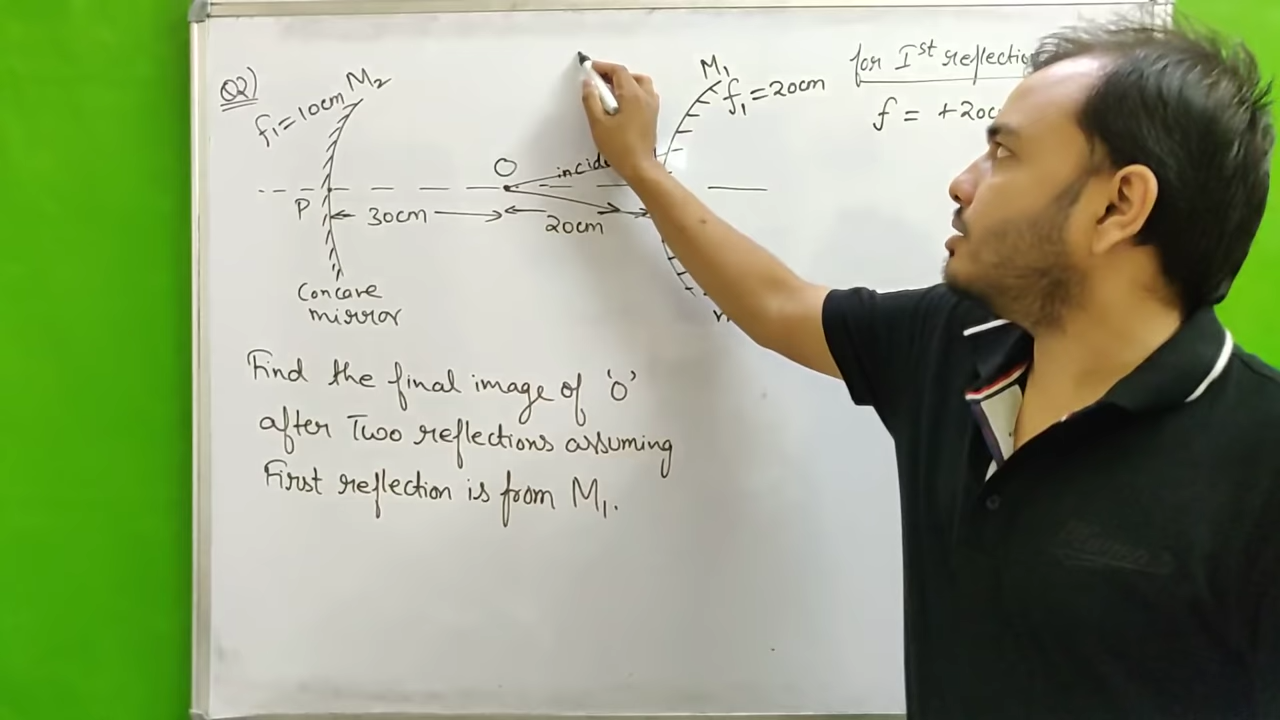 Q2)
M2
f1=10cm
O
incide
P
30cm
20cm
Concave
mirror
M1
f1=20cm
for Ist reflectio
f = +20c
Find the final image of 'O'
after Two reflections assuming
First reflection is from M1.